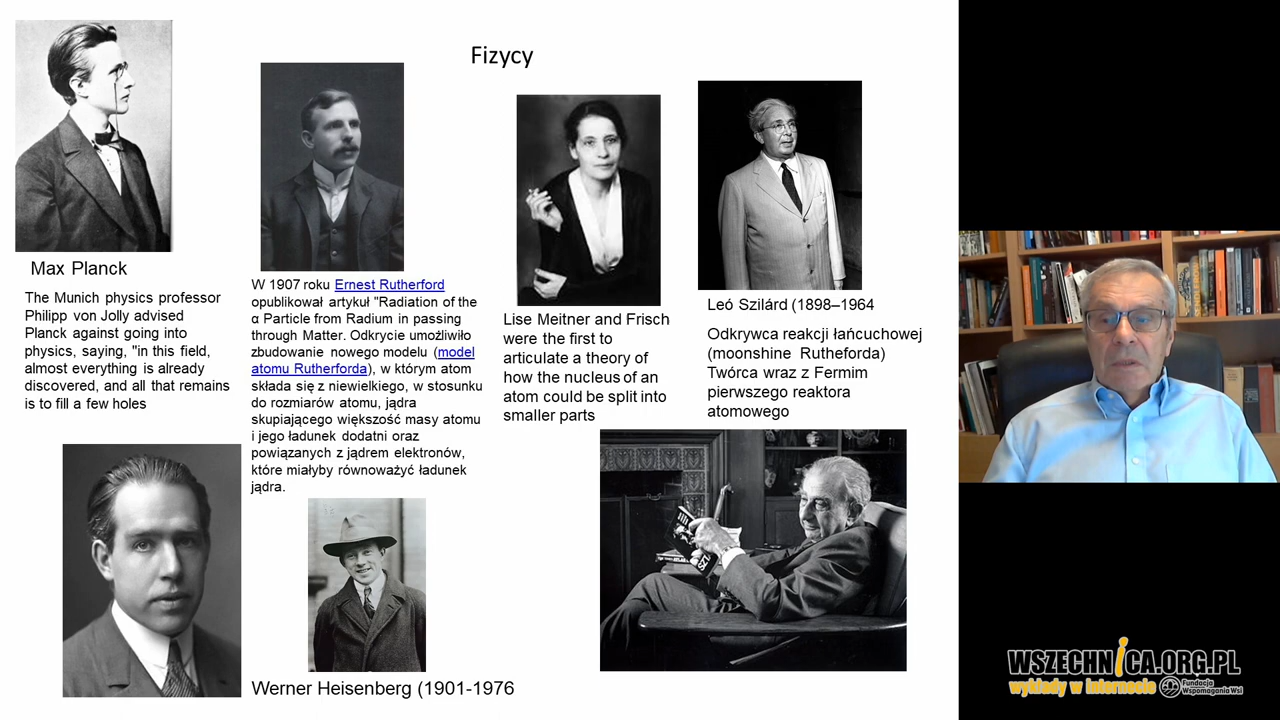 Fizycy
Max Planck
The Munich physics professor
Philipp von Jolly advised
Planck against going into
physics, saying, "in this field,
almost everything is already
discovered, and all that remains
is to fill a few holes
W 1907 roku Ernest Rutherford
opublikował artykuł "Radiation of the
α Particle from Radium in passing
through Matter. Odkrycie umożliwiło
zbudowanie nowego modelu (model
atomu Rutherforda), w którym atom
składa się z niewielkiego, w stosunku
do rozmiarów atomu, jądra
skupiającego większość masy atomu
i jego ładunek dodatni oraz
powiązanych z jądrem elektronów,
które miałyby równoważyć ładunek
jądra.
Lise Meitner and Frisch
were the first to
articulate a theory of
how the nucleus of an
atom could be split into
smaller parts
Leó Szilárd (1898–1964
Odkrywca reakcji łańcuchowej
(moonshine Rutheforda)
Twórca wraz z Fermim
pierwszego reaktora
atomowego
Werner Heisenberg (1901-1976
WSZECHNICA.ORG.PL
wykłady w internecie
Fundacja
Wspomagania Wsi